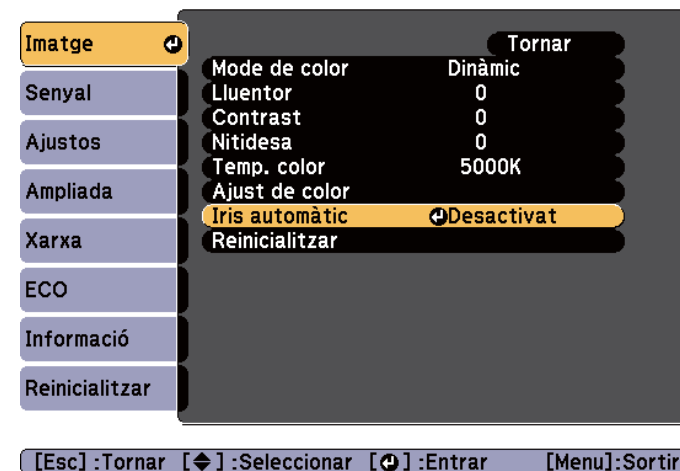 Imatge
Senyal
Ajustos
Ampliada
Xarxa
ECO
Informació
Reinicialitzar
Tornar
Mode de color Dinàmic
Lluentor 0
Contrast 0
Nitidesa 0
Temp. color 5000K
Ajust de color
Iris automàtic Desactivat
Reinicialitzar
[Esc] :Tornar [◆] :Seleccionar [↵] :Entrar [Menu]:Sortir